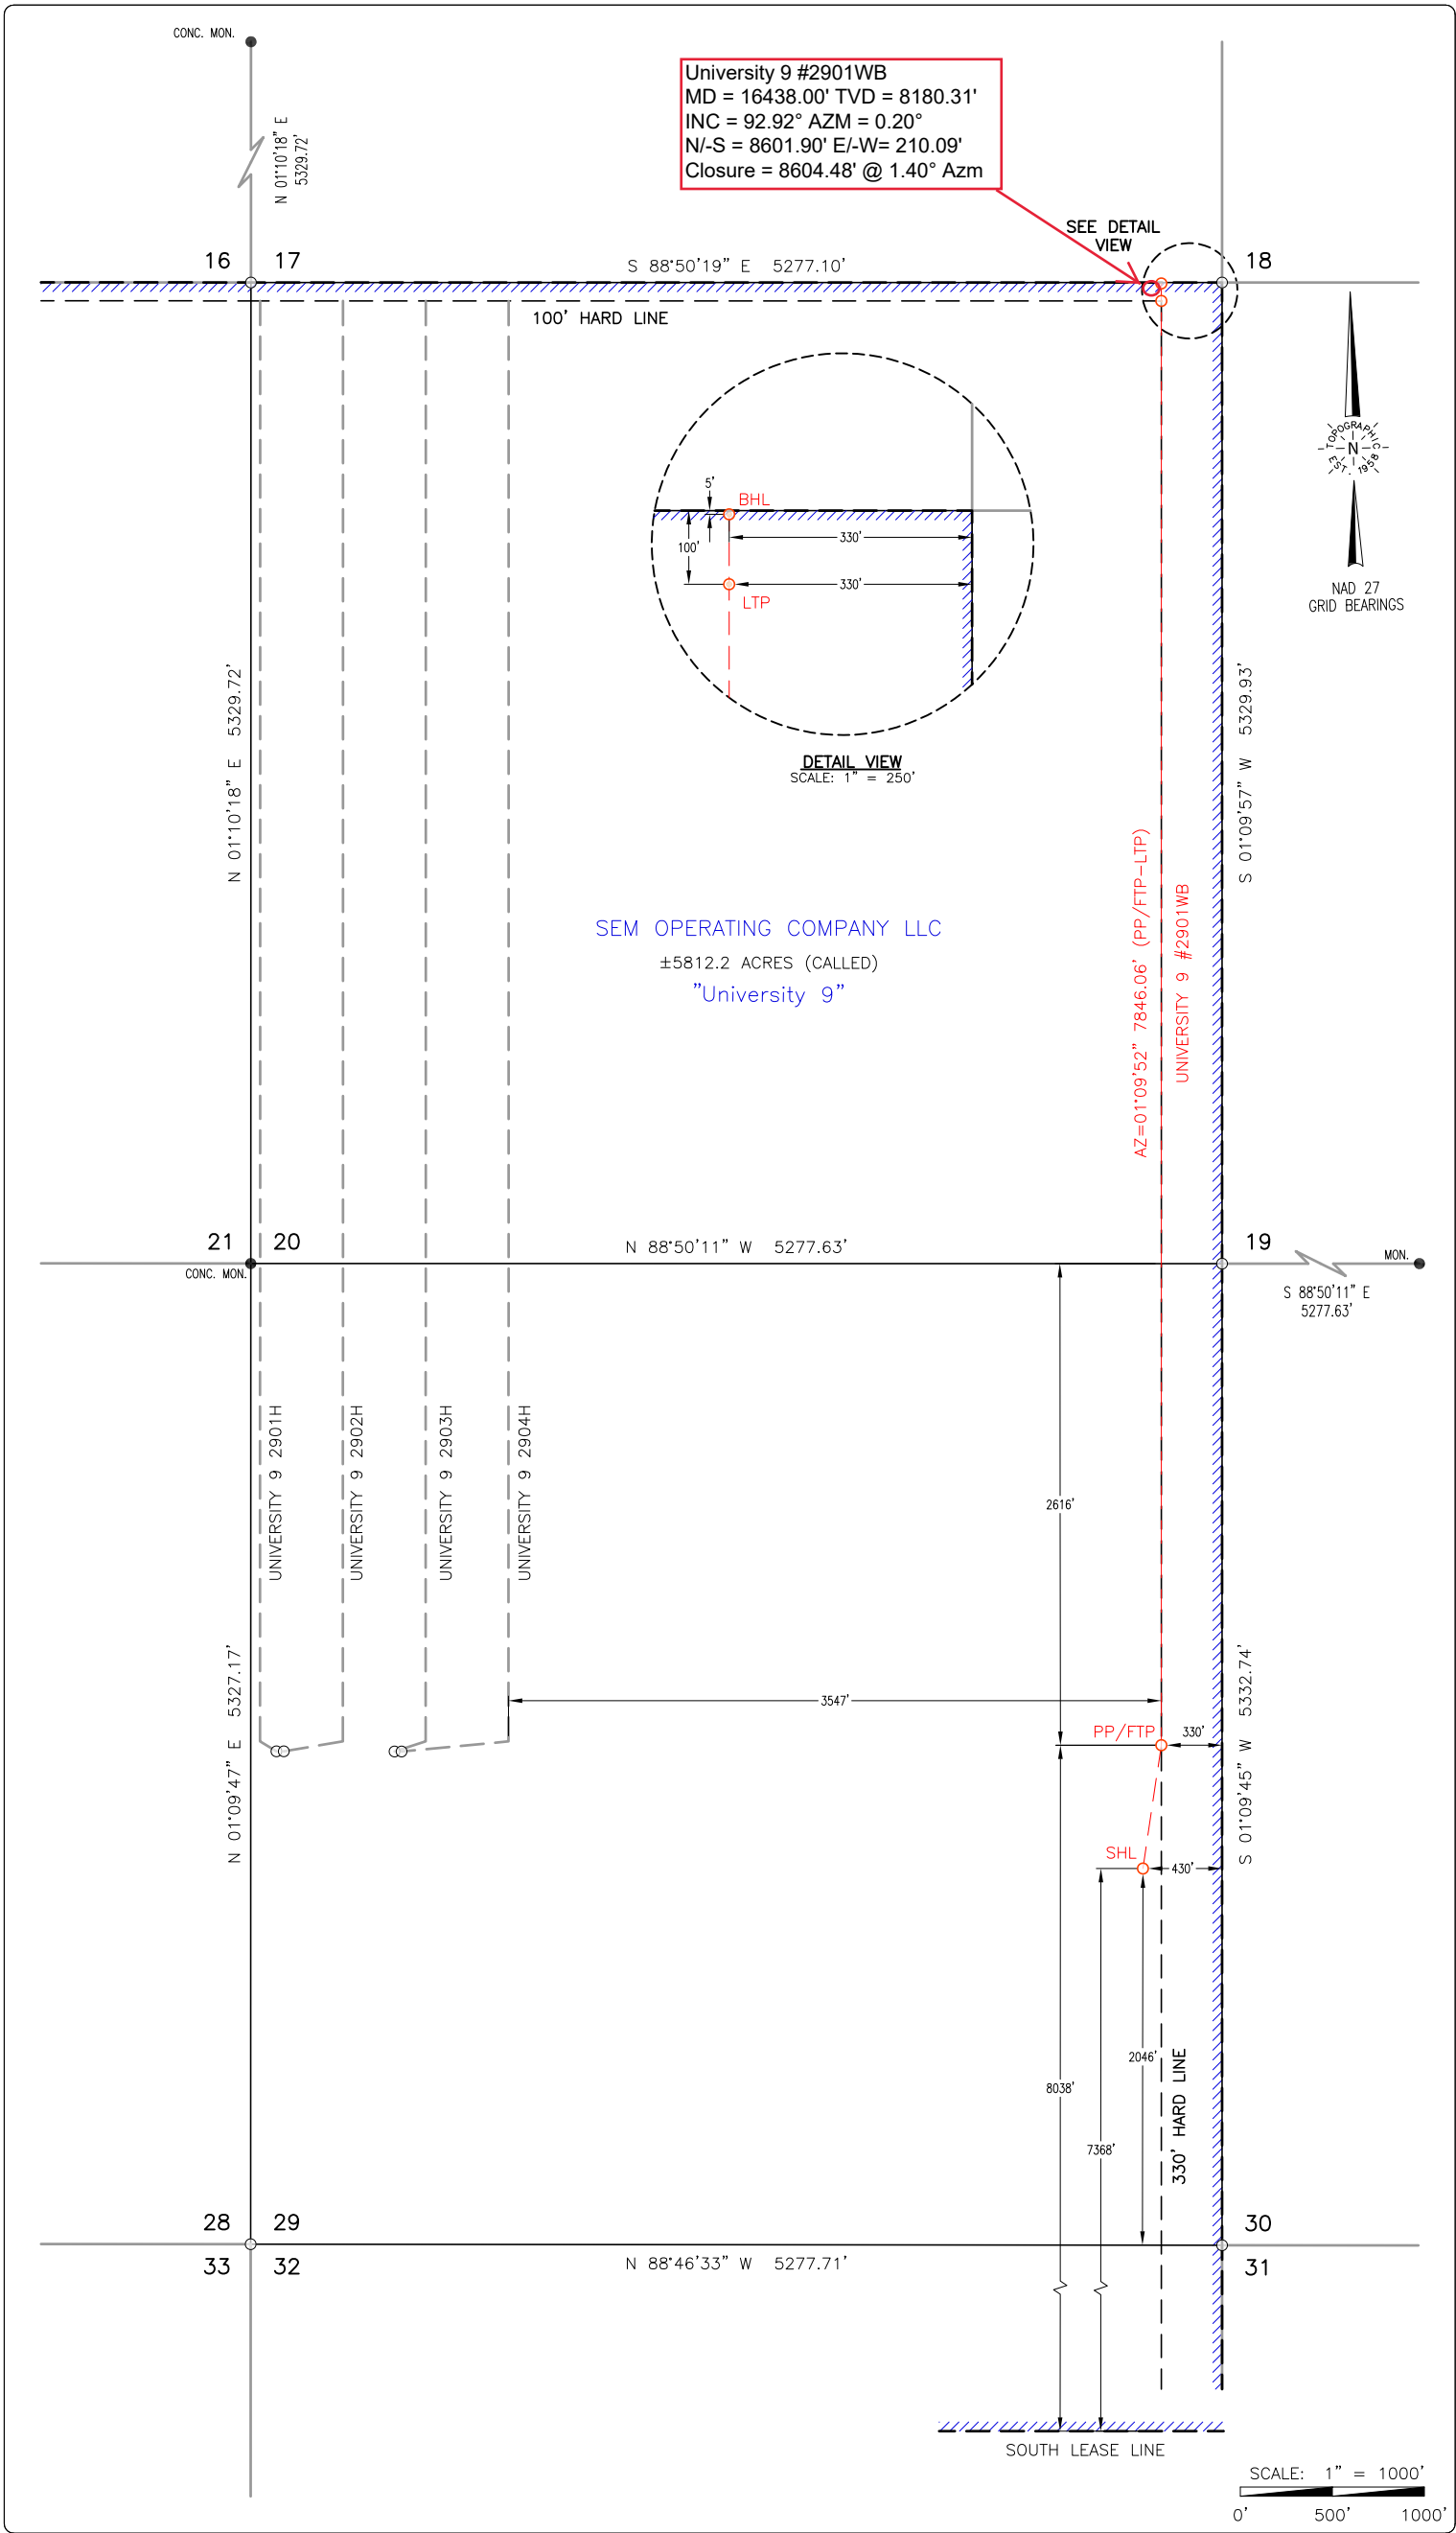 CONC. MON.
N 01°10'18" E
5329.72'
University 9 #2901WB
MD = 16438.00' TVD = 8180.31'
INC = 92.92° AZM = 0.20°
N/-S = 8601.90' E/-W= 210.09'
Closure = 8604.48' @ 1.40° Azm
SEE DETAIL
VIEW
16 17
S 88°50'19" E 5277.10'
18
100' HARD LINE
5'
BHL
330'
100'
330'
LTP
DETAIL VIEW
SCALE: 1" = 250'
TOPOGRAPHIC
N
EST. 1958
NAD 27
GRID BEARINGS
N 01°10'18" E 5329.72'
S 01°09'57" W 5329.93'
SEM OPERATING COMPANY LLC
±5812.2 ACRES (CALLED)
"University 9"
AZ=01°09'52" 7846.06' (PP/FTP-LTP)
UNIVERSITY 9 #2901WB
21 20
CONC. MON.
N 88°50'11" W 5277.63'
19
MON.
S 88°50'11" E
5277.63'
UNIVERSITY 9 2901H
UNIVERSITY 9 2902H
UNIVERSITY 9 2903H
UNIVERSITY 9 2904H
2616'
3547'
PP/FTP
330'
N 01°09'47" E 5327.17'
S 01°09'45" W 5332.74'
SHL
430'
2046'
8038'
7368'
330' HARD LINE
28 29
33 32
N 88°46'33" W 5277.71'
30
31
SOUTH LEASE LINE
SCALE: 1" = 1000'
0' 500' 1000'